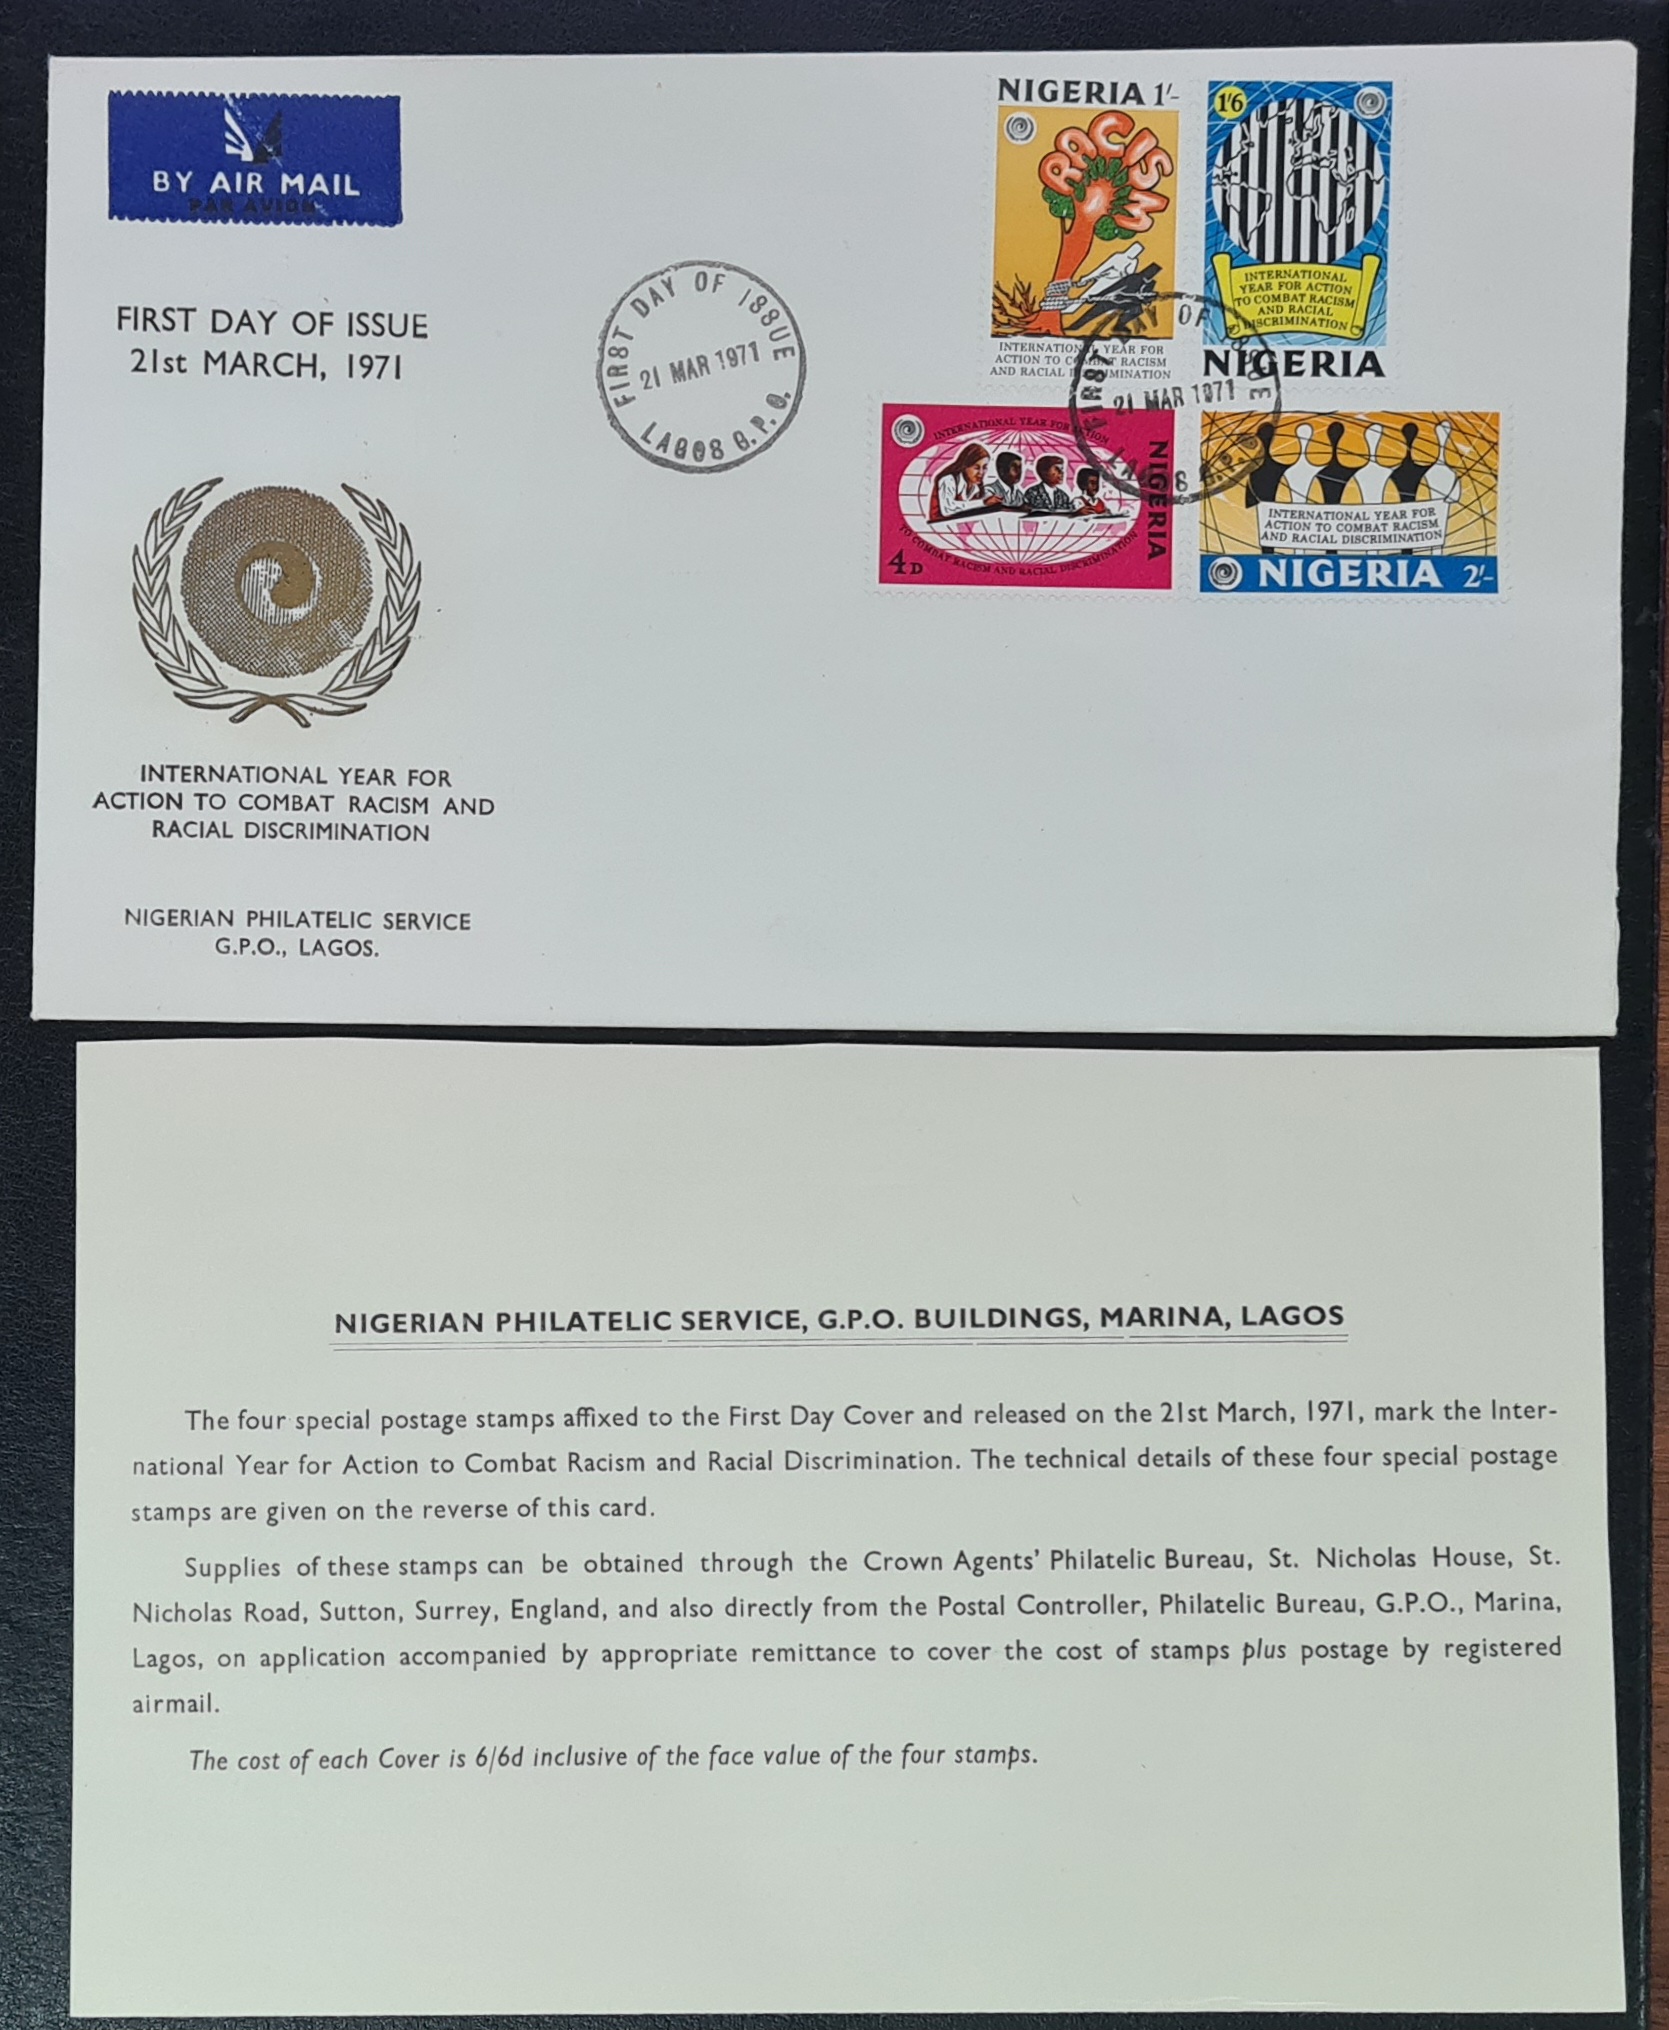 BY AIR MAIL
PAR AVION
FIRST DAY OF ISSUE
21st MARCH, 1971
INTERNATIONAL YEAR FOR
ACTION TO COMBAT RACISM AND
RACIAL DISCRIMINATION
NIGERIAN PHILATELIC SERVICE
G.P.O., LAGOS.
FIRST DAY OF ISSUE
21 MAR 1971
LAGOS G.P.O.
NIGERIA 1'-
RACISM
INTERNATIONAL YEAR FOR
ACTION TO COMBAT RACISM
AND RACIAL DISCRIMINATION
1'6
INTERNATIONAL
YEAR FOR ACTION
TO COMBAT RACISM
AND RACIAL
DISCRIMINATION
NIGERIA
FIRST DAY OF ISSUE
21 MAR 1971
LAGOS G.P.O.
INTERNATIONAL YEAR FOR ACTION
TO COMBAT RACISM AND RACIAL DISCRIMINATION
4D
NIGERIA
INTERNATIONAL YEAR FOR
ACTION TO COMBAT RACISM
AND RACIAL DISCRIMINATION
NIGERIA 2'-
NIGERIAN PHILATELIC SERVICE, G.P.O. BUILDINGS, MARINA, LAGOS
The four special postage stamps affixed to the First Day Cover and released on the 21st March, 1971, mark the Inter-
national Year for Action to Combat Racism and Racial Discrimination. The technical details of these four special postage
stamps are given on the reverse of this card.
Supplies of these stamps can be obtained through the Crown Agents' Philatelic Bureau, St. Nicholas House, St.
Nicholas Road, Sutton, Surrey, England, and also directly from the Postal Controller, Philatelic Bureau, G.P.O., Marina,
Lagos, on application accompanied by appropriate remittance to cover the cost of stamps plus postage by registered
airmail.
The cost of each Cover is 6/6d inclusive of the face value of the four stamps.